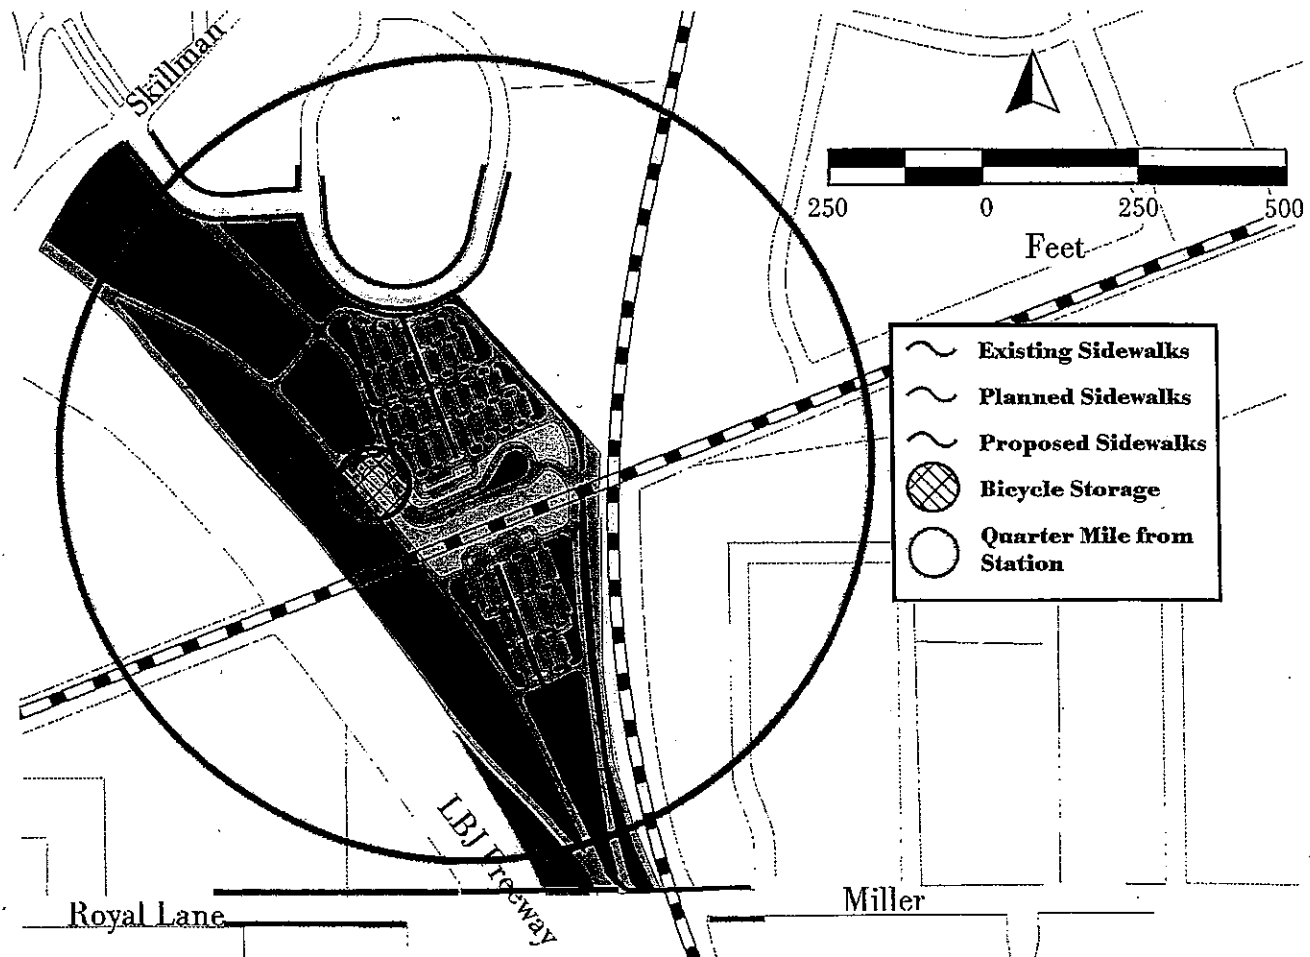 Skillman
250 0 250 500
Feet
Existing Sidewalks
Planned Sidewalks
Proposed Sidewalks
Bicycle Storage
Quarter Mile from
Station
LBJ Freeway
Royal Lane
Miller